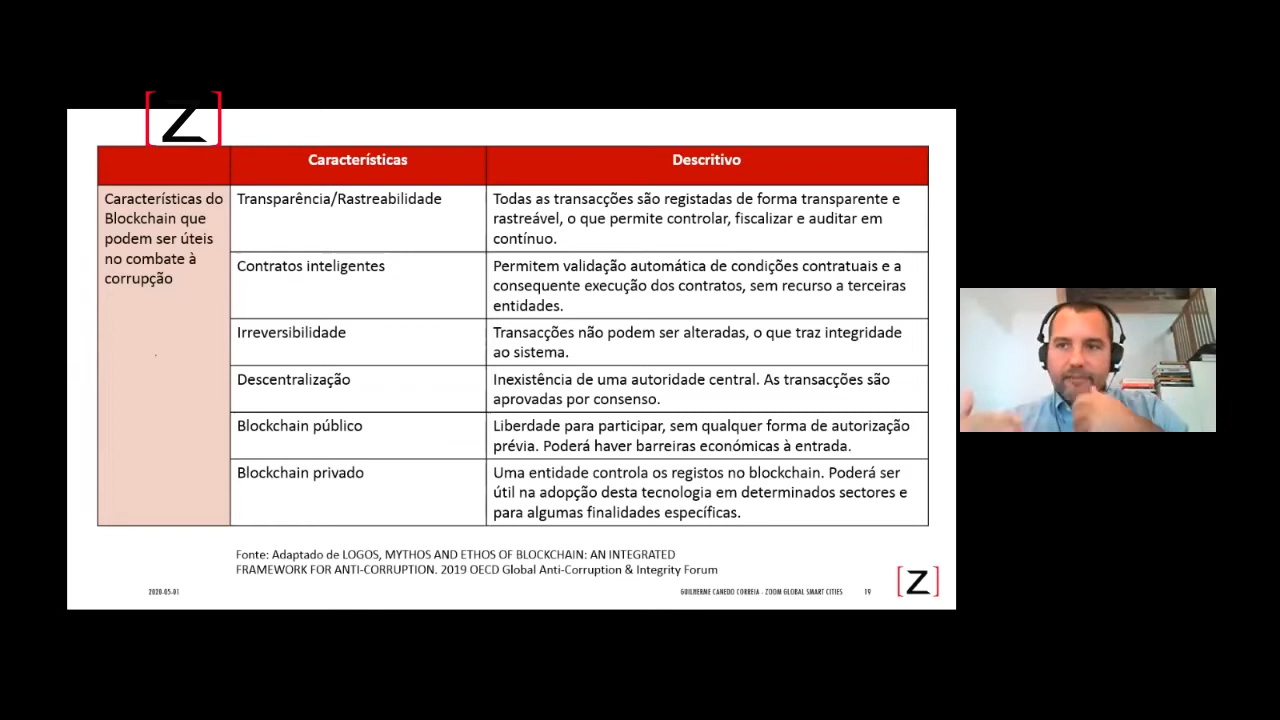 [Z]
Características
Descritivo
Características do
Blockchain que
podem ser úteis
no combate à
corrupção
Transparência/Rastreabilidade
Todas as transacções são registadas de forma transparente e
rastreável, o que permite controlar, fiscalizar e auditar em
contínuo.
Contratos inteligentes
Permitem validação automática de condições contratuais e a
consequente execução dos contratos, sem recurso a terceiras
entidades.
Irreversibilidade
Transacções não podem ser alteradas, o que traz integridade
ao sistema.
Descentralização
Inexistência de uma autoridade central. As transacções são
aprovadas por consenso.
Blockchain público
Liberdade para participar, sem qualquer forma de autorização
prévia. Poderá haver barreiras económicas à entrada.
Blockchain privado
Uma entidade controla os registos no blockchain. Poderá ser
útil na adopção desta tecnologia em determinados sectores e
para algumas finalidades específicas.
Fonte: Adaptado de LOGOS, MYTHOS AND ETHOS OF BLOCKCHAIN: AN INTEGRATED
FRAMEWORK FOR ANTI-CORRUPTION. 2019 OECD Global Anti-Corruption & Integrity Forum
2020-05-01
GUILHERME CANEDO CORREIA - ZOOM GLOBAL SMART CITIES
19
[Z]